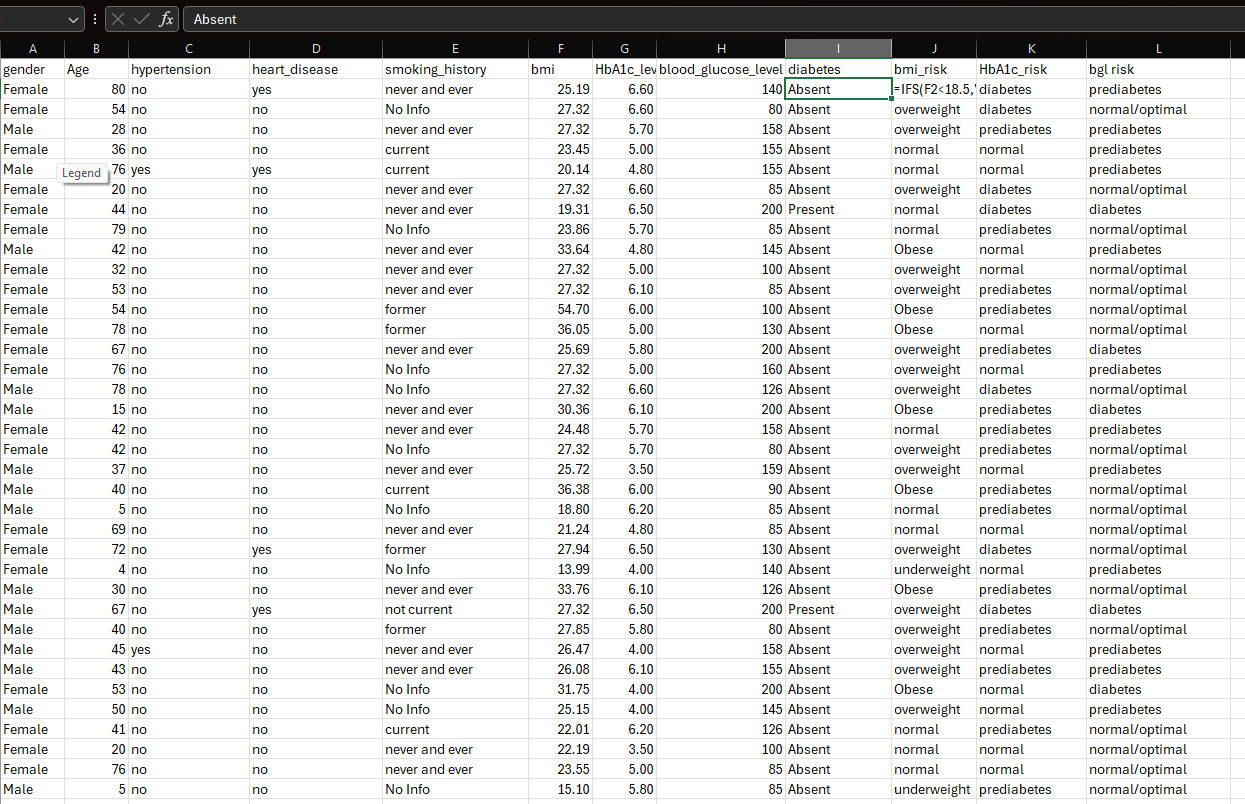 fx Absent
A B C D E F G H I J K L
gender Age hypertension heart_disease smoking_history bmi HbA1c_lev blood_glucose_level diabetes bmi_risk HbA1c_risk bgl risk
Female 80 no yes never and ever 25.19 6.60 140 Absent =IFS(F2<18.5," diabetes prediabetes
Female 54 no no No Info 27.32 6.60 80 Absent overweight diabetes normal/optimal
Male 28 no no never and ever 27.32 5.70 158 Absent overweight prediabetes prediabetes
Female 36 no no current 23.45 5.00 155 Absent normal normal prediabetes
Male 76 yes yes current 20.14 4.80 155 Absent normal normal prediabetes
Legend
Female 20 no no never and ever 27.32 6.60 85 Absent overweight diabetes normal/optimal
Female 44 no no never and ever 19.31 6.50 200 Present normal diabetes diabetes
Female 79 no no No Info 23.86 5.70 85 Absent normal prediabetes normal/optimal
Male 42 no no never and ever 33.64 4.80 145 Absent Obese normal prediabetes
Female 32 no no never and ever 27.32 5.00 100 Absent overweight normal normal/optimal
Female 53 no no never and ever 27.32 6.10 85 Absent overweight prediabetes normal/optimal
Female 54 no no former 54.70 6.00 100 Absent Obese prediabetes normal/optimal
Female 78 no no former 36.05 5.00 130 Absent Obese normal normal/optimal
Female 67 no no never and ever 25.69 5.80 200 Absent overweight prediabetes diabetes
Female 76 no no No Info 27.32 5.00 160 Absent overweight normal prediabetes
Male 78 no no No Info 27.32 6.60 126 Absent overweight diabetes normal/optimal
Male 15 no no never and ever 30.36 6.10 200 Absent Obese prediabetes diabetes
Female 42 no no never and ever 24.48 5.70 158 Absent normal prediabetes prediabetes
Female 42 no no No Info 27.32 5.70 80 Absent overweight prediabetes normal/optimal
Male 37 no no never and ever 25.72 3.50 159 Absent overweight normal prediabetes
Male 40 no no current 36.38 6.00 90 Absent Obese prediabetes normal/optimal
Male 5 no no No Info 18.80 6.20 85 Absent normal prediabetes normal/optimal
Female 69 no no never and ever 21.24 4.80 85 Absent normal normal normal/optimal
Female 72 no yes former 27.94 6.50 130 Absent overweight diabetes normal/optimal
Female 4 no no No Info 13.99 4.00 140 Absent underweight normal prediabetes
Male 30 no no never and ever 33.76 6.10 126 Absent Obese prediabetes normal/optimal
Male 67 no yes not current 27.32 6.50 200 Present overweight diabetes diabetes
Male 40 no no former 27.85 5.80 80 Absent overweight prediabetes normal/optimal
Male 45 yes no never and ever 26.47 4.00 158 Absent overweight normal prediabetes
Male 43 no no never and ever 26.08 6.10 155 Absent overweight prediabetes prediabetes
Female 53 no no No Info 31.75 4.00 200 Absent Obese normal diabetes
Male 50 no no No Info 25.15 4.00 145 Absent overweight normal prediabetes
Female 41 no no current 22.01 6.20 126 Absent normal prediabetes normal/optimal
Female 20 no no never and ever 22.19 3.50 100 Absent normal normal normal/optimal
Female 76 no no never and ever 23.55 5.00 85 Absent normal normal normal/optimal
Male 5 no no No Info 15.10 5.80 85 Absent underweight prediabetes normal/optimal